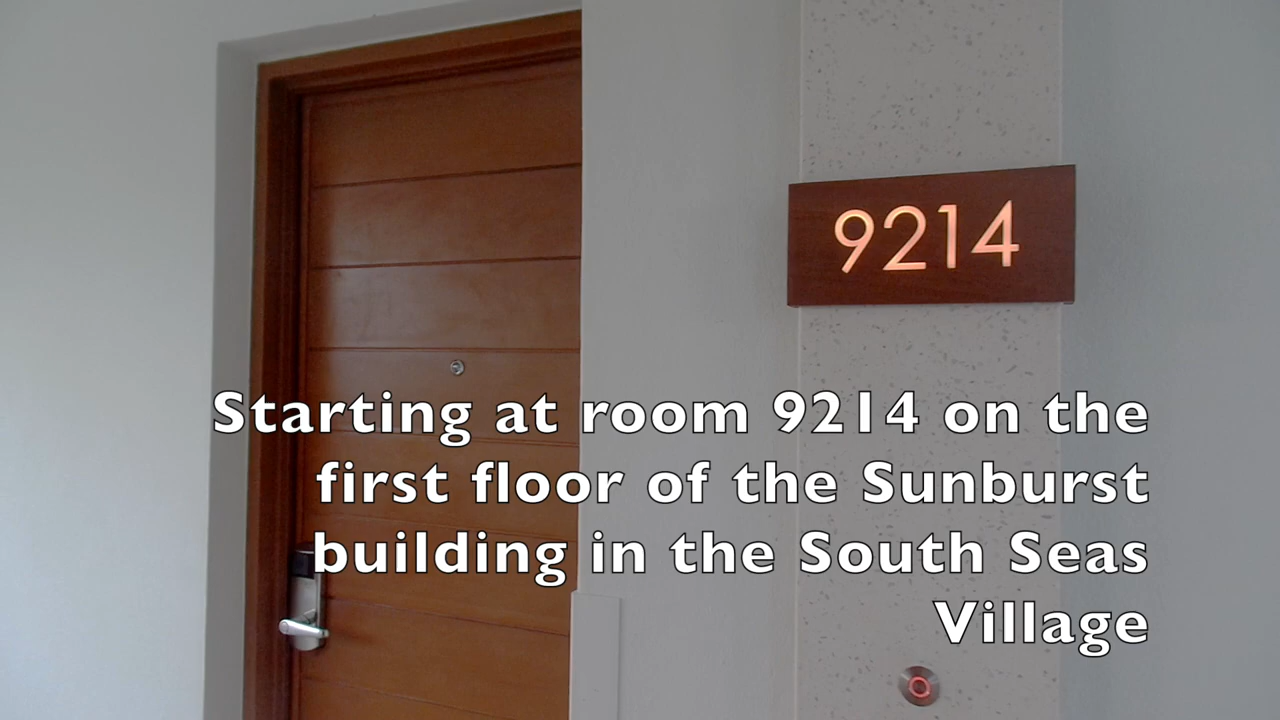 9214
Starting at room 9214 on the
first floor of the Sunburst
building in the South Seas
Village